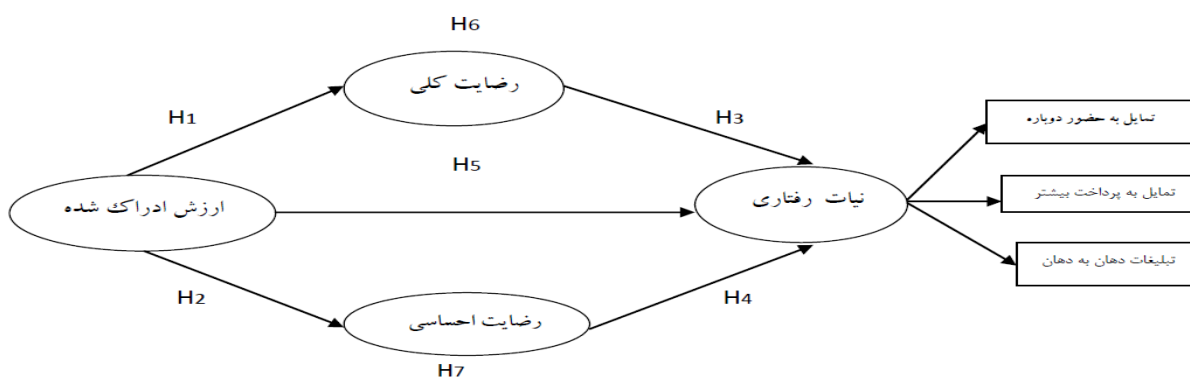 H6
رضایت کلی
H1
H3
تمایل به حضور دوباره
H5
ارزش ادراک شده
نیات رفتاری
تمایل به پرداخت بیشتر
تبلیغات دهان به دهان
H2
H4
رضایت احساسی
H7